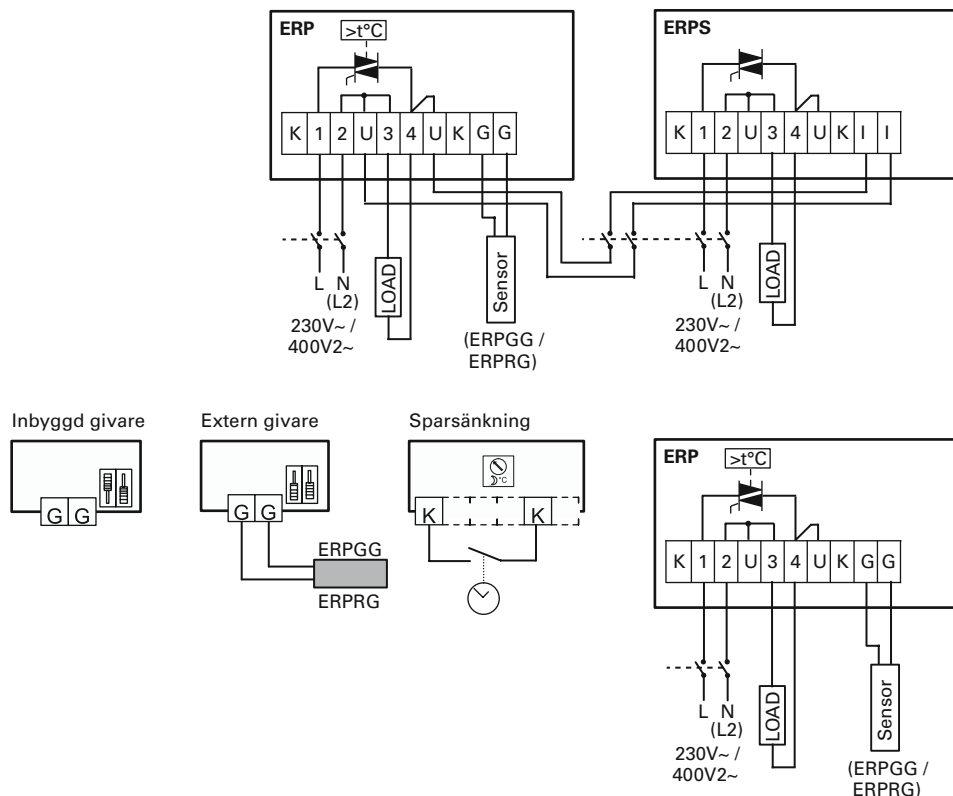 ERP
>t°C
K 1 2 U 3 4 U K G G
L N
(L2)
230V~ /
400V2~
LOAD
Sensor
(ERPGG /
ERPRG)
ERPS
K 1 2 U 3 4 U K I I
L N
(L2)
230V~ /
400V2~
LOAD
Inbyggd givare
G G
Extern givare
G G
ERPGG
ERPRG
Sparsänkning
°C
K K
ERP
>t°C
K 1 2 U 3 4 U K G G
L N
(L2)
230V~ /
400V2~
LOAD
Sensor
(ERPGG /
ERPRG)